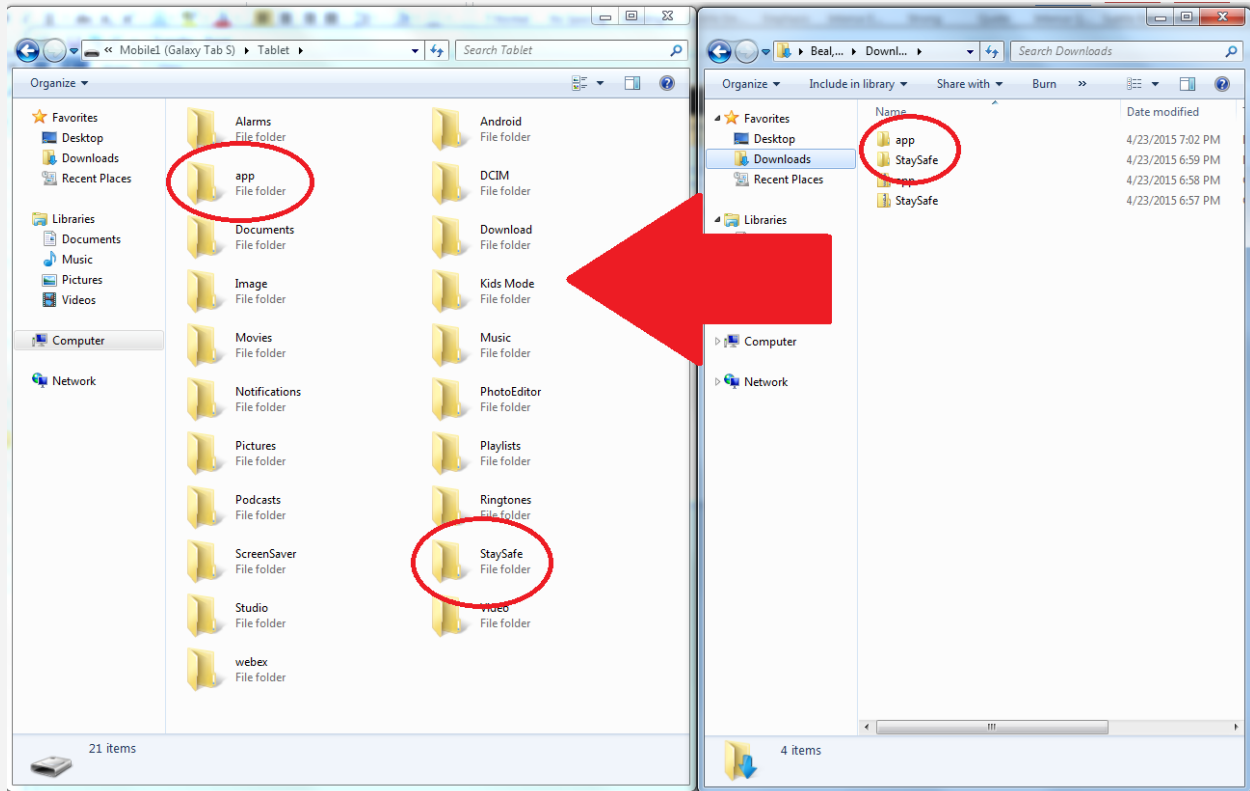 « Mobile1 (Galaxy Tab S) Tablet
Search Tablet
Organize
Favorites
Desktop
Downloads
Recent Places
Libraries
Documents
Music
Pictures
Videos
Computer
Network
Alarms
File folder
Android
File folder
app
File folder
DCIM
File folder
Documents
File folder
Download
File folder
Image
File folder
Kids Mode
File folder
Movies
File folder
Music
File folder
Notifications
File folder
PhotoEditor
File folder
Pictures
File folder
Playlists
File folder
Podcasts
File folder
Ringtones
File folder
ScreenSaver
File folder
StaySafe
File folder
Studio
File folder
Video
File folder
webex
File folder
21 items
Beal,... Downl...
Search Downloads
Organize Include in library Share with Burn »
Favorites
Desktop
Downloads
Recent Places
Libraries
Computer
Network
Name Date modified
app 4/23/2015 7:02 PM
StaySafe 4/23/2015 6:59 PM
app 4/23/2015 6:58 PM
StaySafe 4/23/2015 6:57 PM
4 items